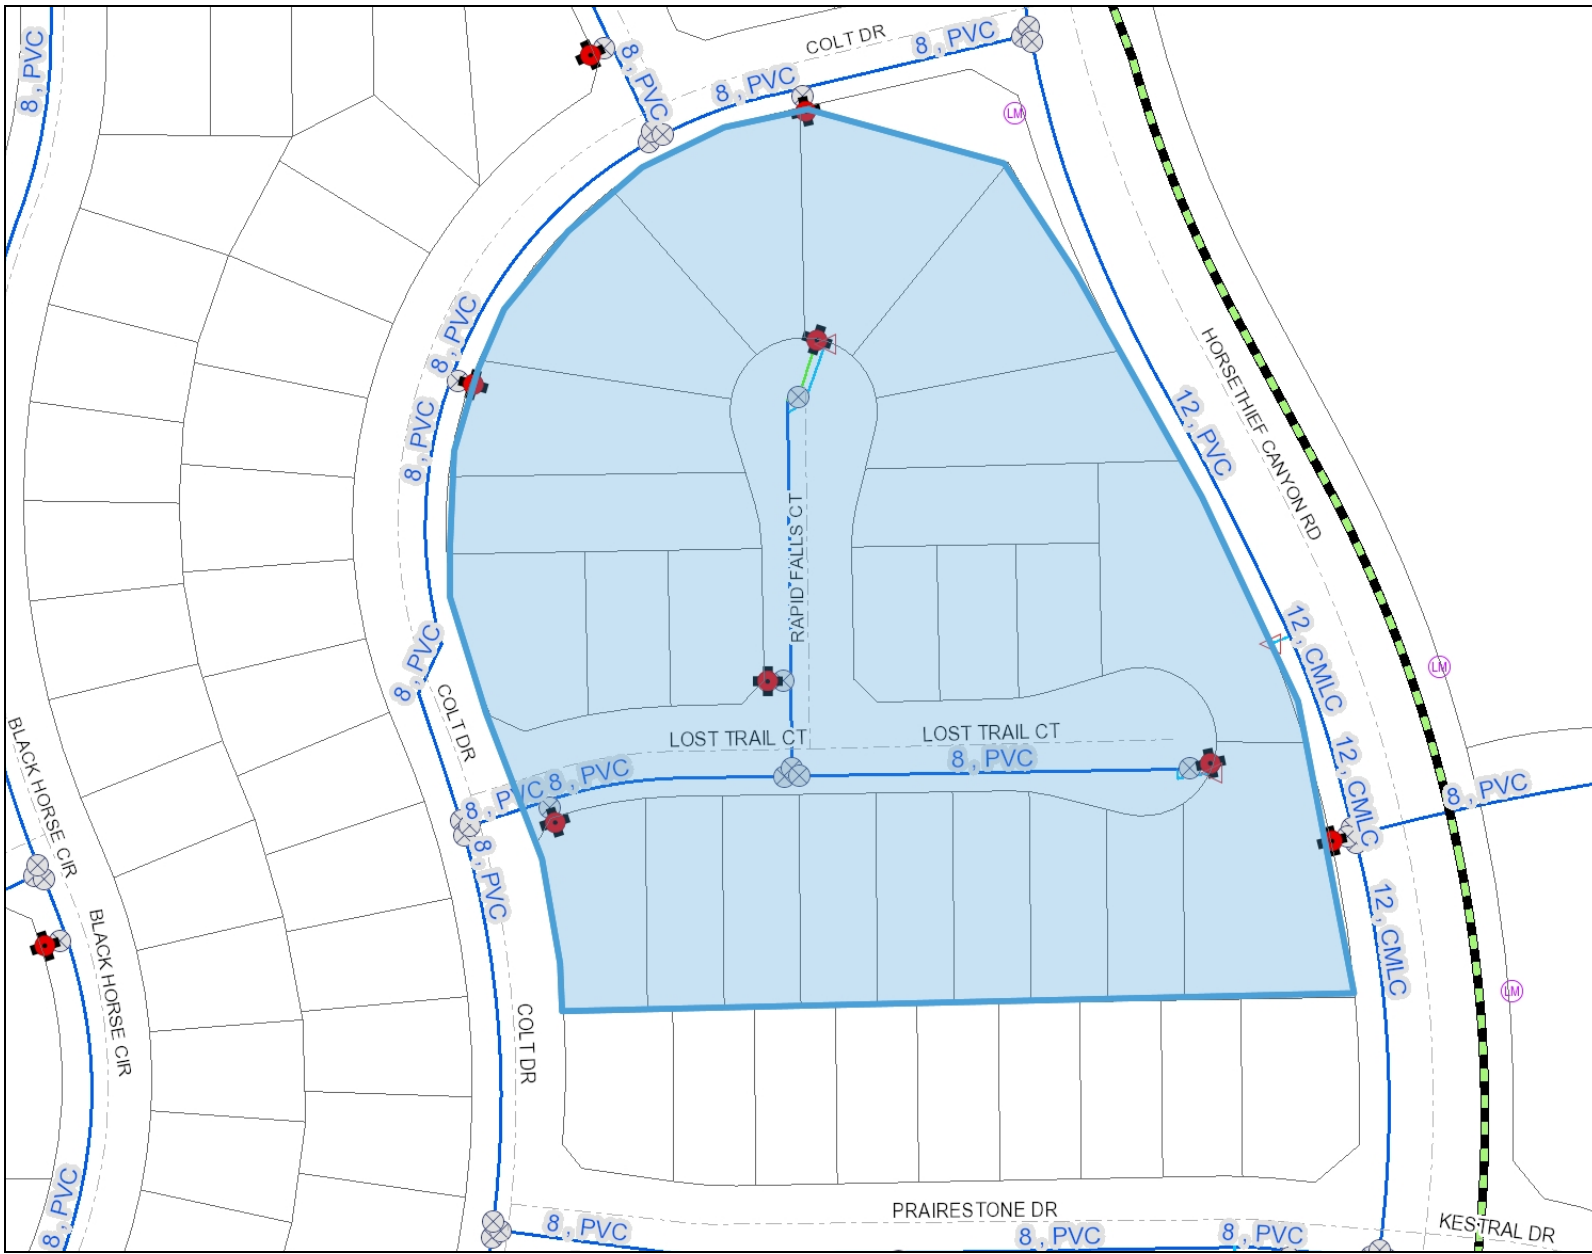 8 , PVC
8 , PVC
COLT DR
8 , PVC
8 , PVC
LM
8 , PVC
HORSETHIEF CANYON RD
8 , PVC
12, PVC
RAPID FALLS CT
12, CMLC
8 , PVC
LM
COLT DR
BLACK HORSE CIR
LOST TRAIL CT
LOST TRAIL CT
8 , PVC
8 , PVC
8 , PVC
12, CMLC
8 , PVC
8 , PVC
12, CMLC
BLACK HORSE CIR
LM
COLT DR
8 , PVC
PRAIRESTONE DR
8 , PVC
8 , PVC
8 , PVC
KESTRAL DR